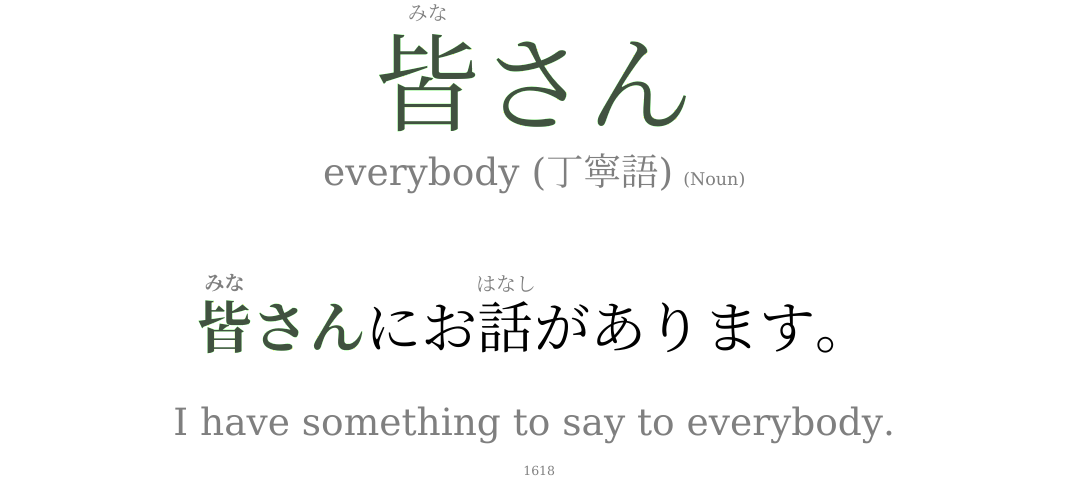 みな
皆さん
everybody (丁寧語) (Noun)
みな はなし
皆さんにお話があります。
I have something to say to everybody.
1618